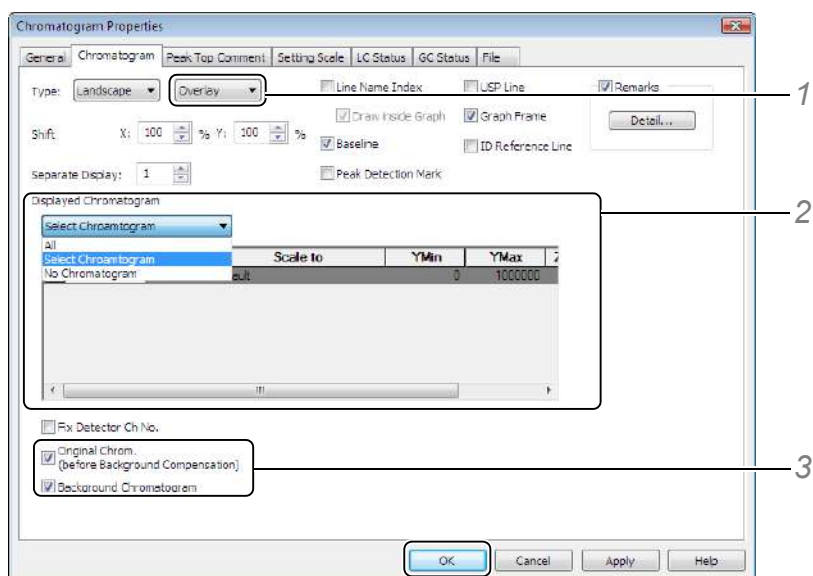 Chromatogram Properties
General Chromatogram Peak Top Comment Setting Scale LC Status GC Status File
Type: Landscape Overlay Line Name Index USP Line Remarks 1
Draw inside Graph Graph Frame Detail...
Shift X: 100 % Y: 100 % Baseline ID Reference Line
Separate Display: 1 Peak Detection Mark
Displayed Chromatogram
Select Chroamtogram 2
All
Select Chroamtogram Scale to YMin YMax
No Chromatogram 0 1000000
Fix Detector Ch No.
Original Chrom.
(before Background Compensation) 3
Background Chromatogram
OK Cancel Apply Help